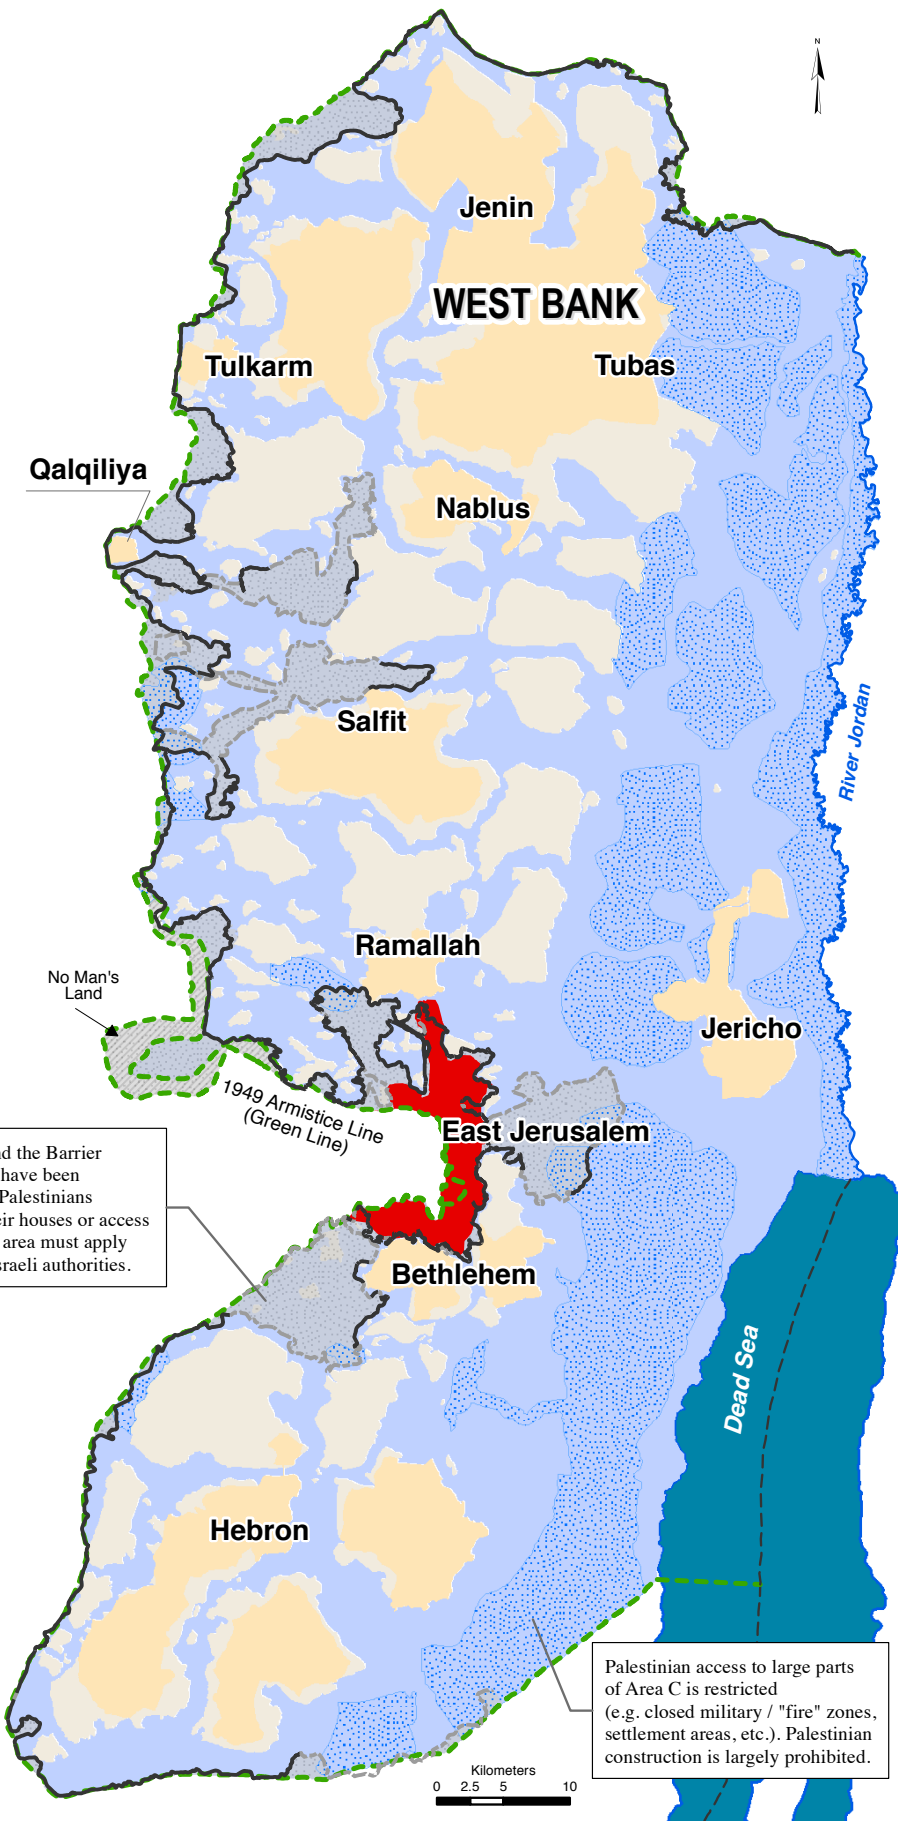 N
Jenin
WEST BANK
Tulkarm
Tubas
Qalqiliya
Nablus
River Jordan
Salfit
Ramallah
No Man's
Land
Jericho
1949 Armistice Line
(Green Line)
East Jerusalem
the Barrier
have been
Palestinians
houses or access
area must apply
authorities.
Bethlehem
Dead Sea
Hebron
Palestinian access to large parts
of Area C is restricted
(e.g. closed military / "fire" zones,
settlement areas, etc.). Palestinian
construction is largely prohibited.
Kilometers
0 2.5 5 10